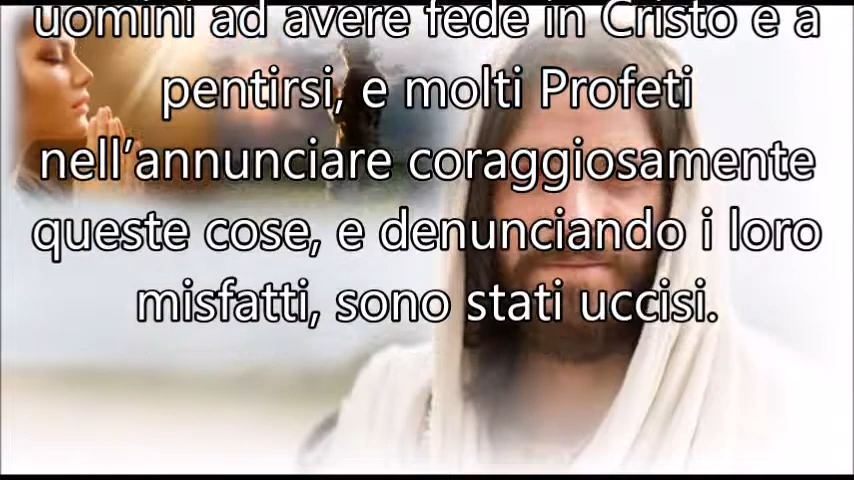 uomini ad avere fede in Cristo e a
pentirsi, e molti Profeti
nell’annunciare coraggiosamente
queste cose, e denunciando i loro
misfatti, sono stati uccisi.